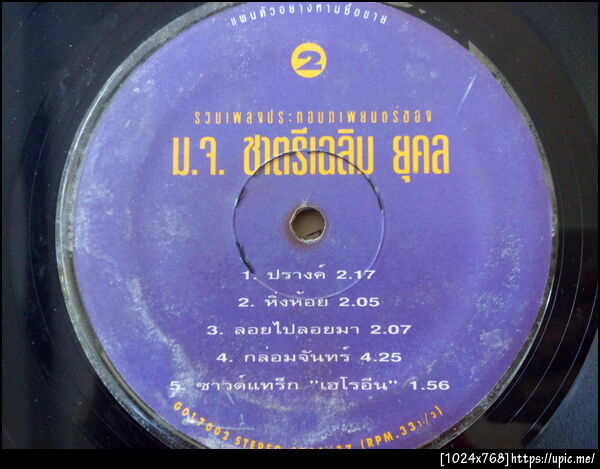 แผ่นตัวอย่างห้ามซื้อขาย
2
รวมเพลงประกอบภาพยนตร์ของ
ม.จ. ชาตรีเฉลิม ยุคล
1. ปรางค์ 2.17
2. หิ่งห้อย 2.05
3. ลอยไปลอยมา 2.07
4. กล่อมจันทร์ 4.25
5. ซาวด์แทร็ก "เฮโรอีน" 1.56
G017002 STEREO (RPM.33 1/3)
[1024x768]https://upic.me/